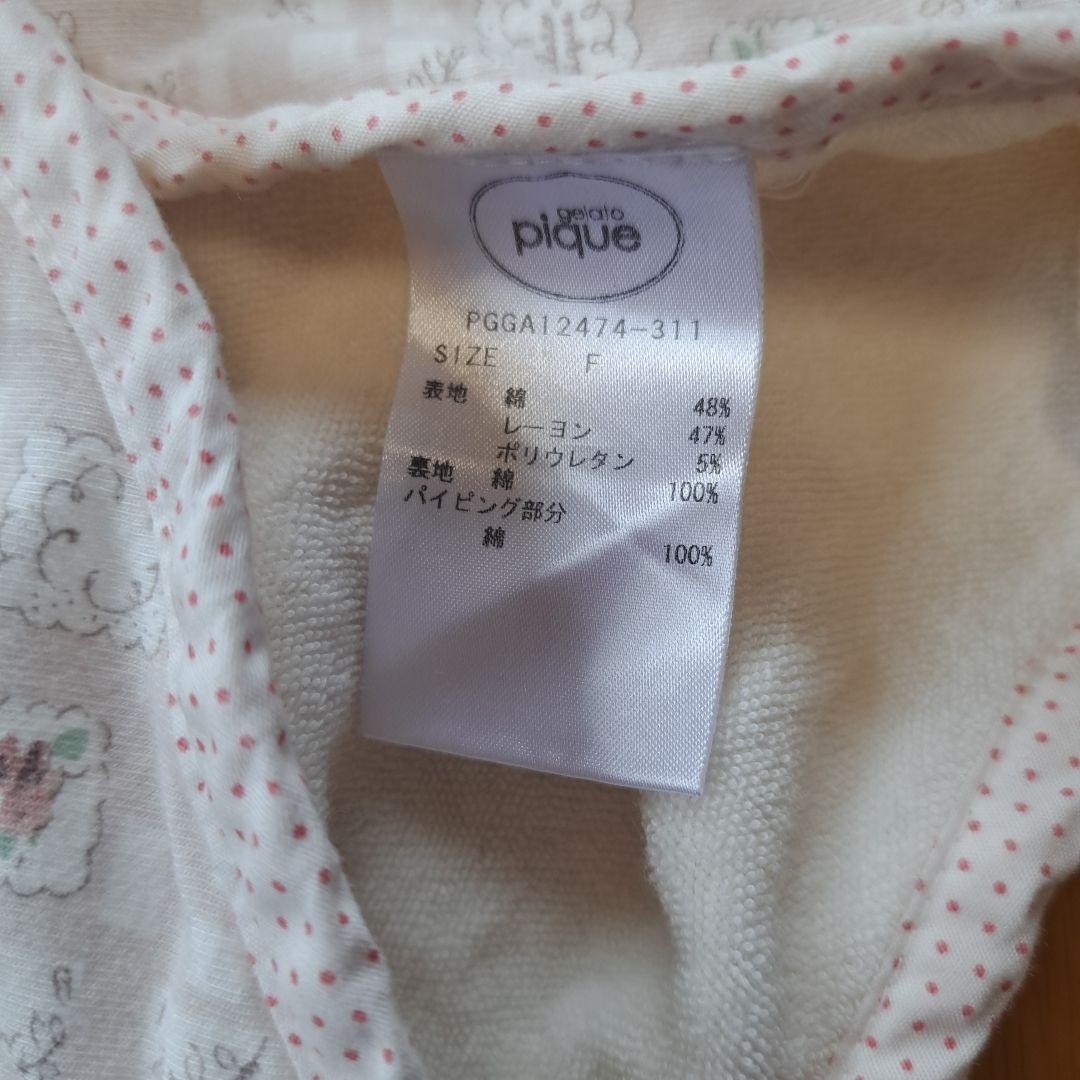 gelato
pique
PGGA12474-311
SIZE F
表地 綿 48%
レーヨン 47%
ポリウレタン 5%
裏地 綿 100%
パイピング部分
綿 100%